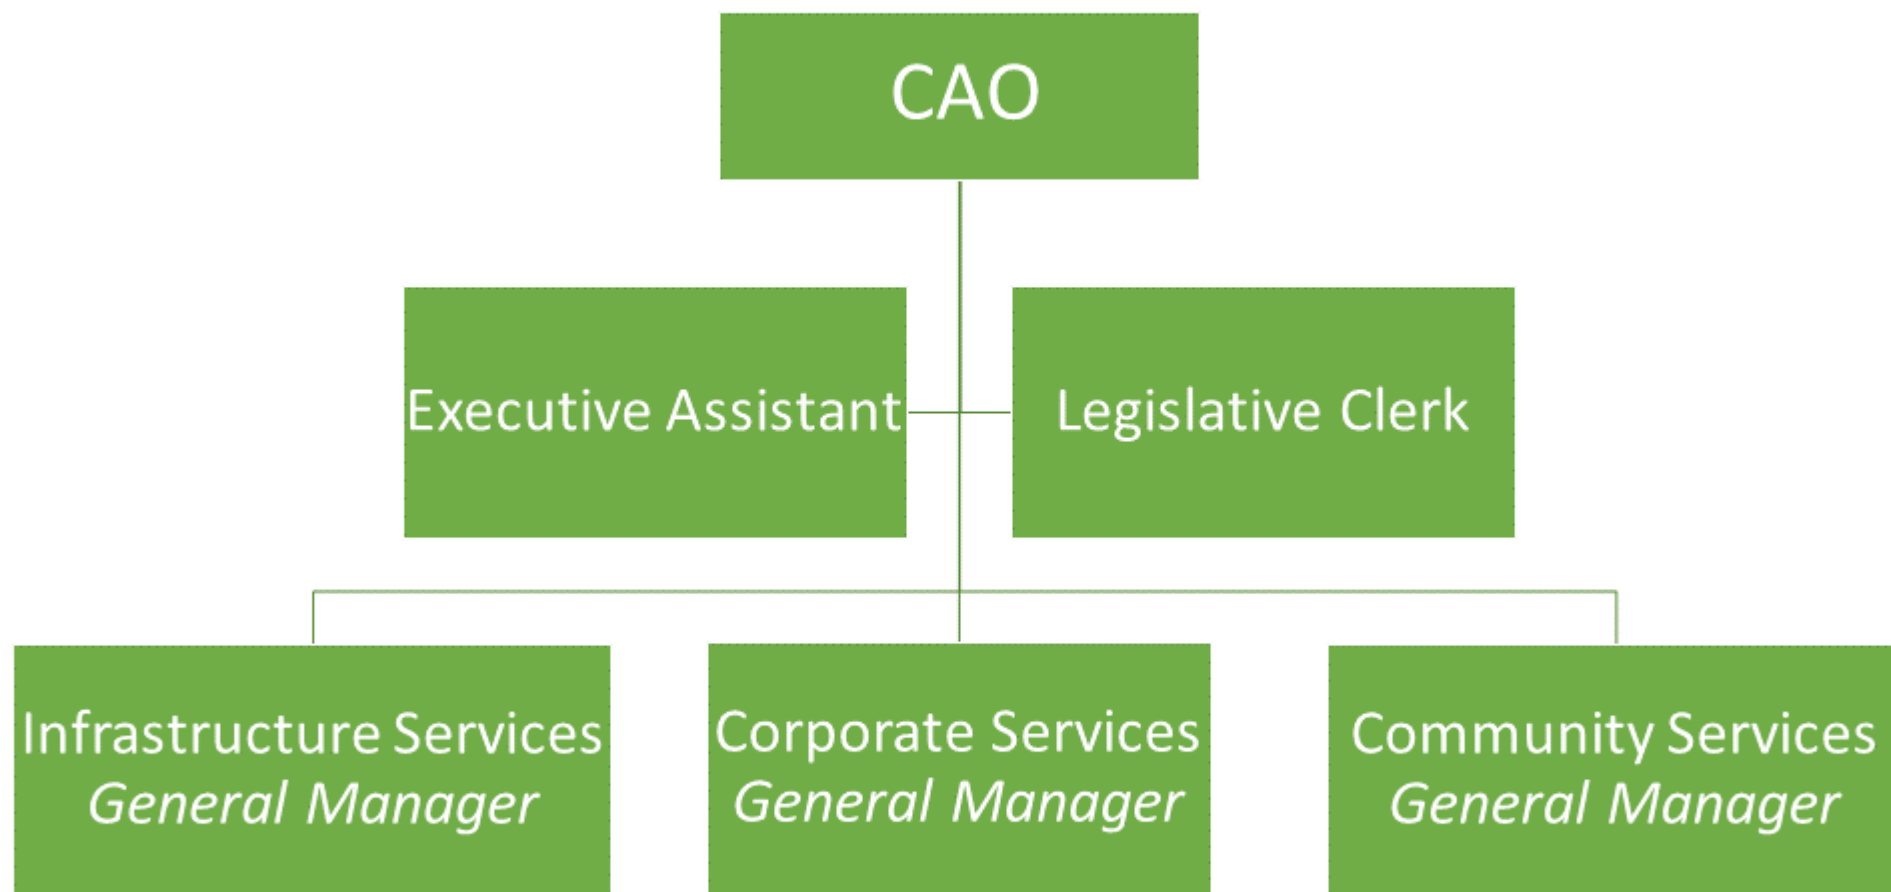 CAO
Executive Assistant
Legislative Clerk
Infrastructure Services
General Manager
Corporate Services
General Manager
Community Services
General Manager